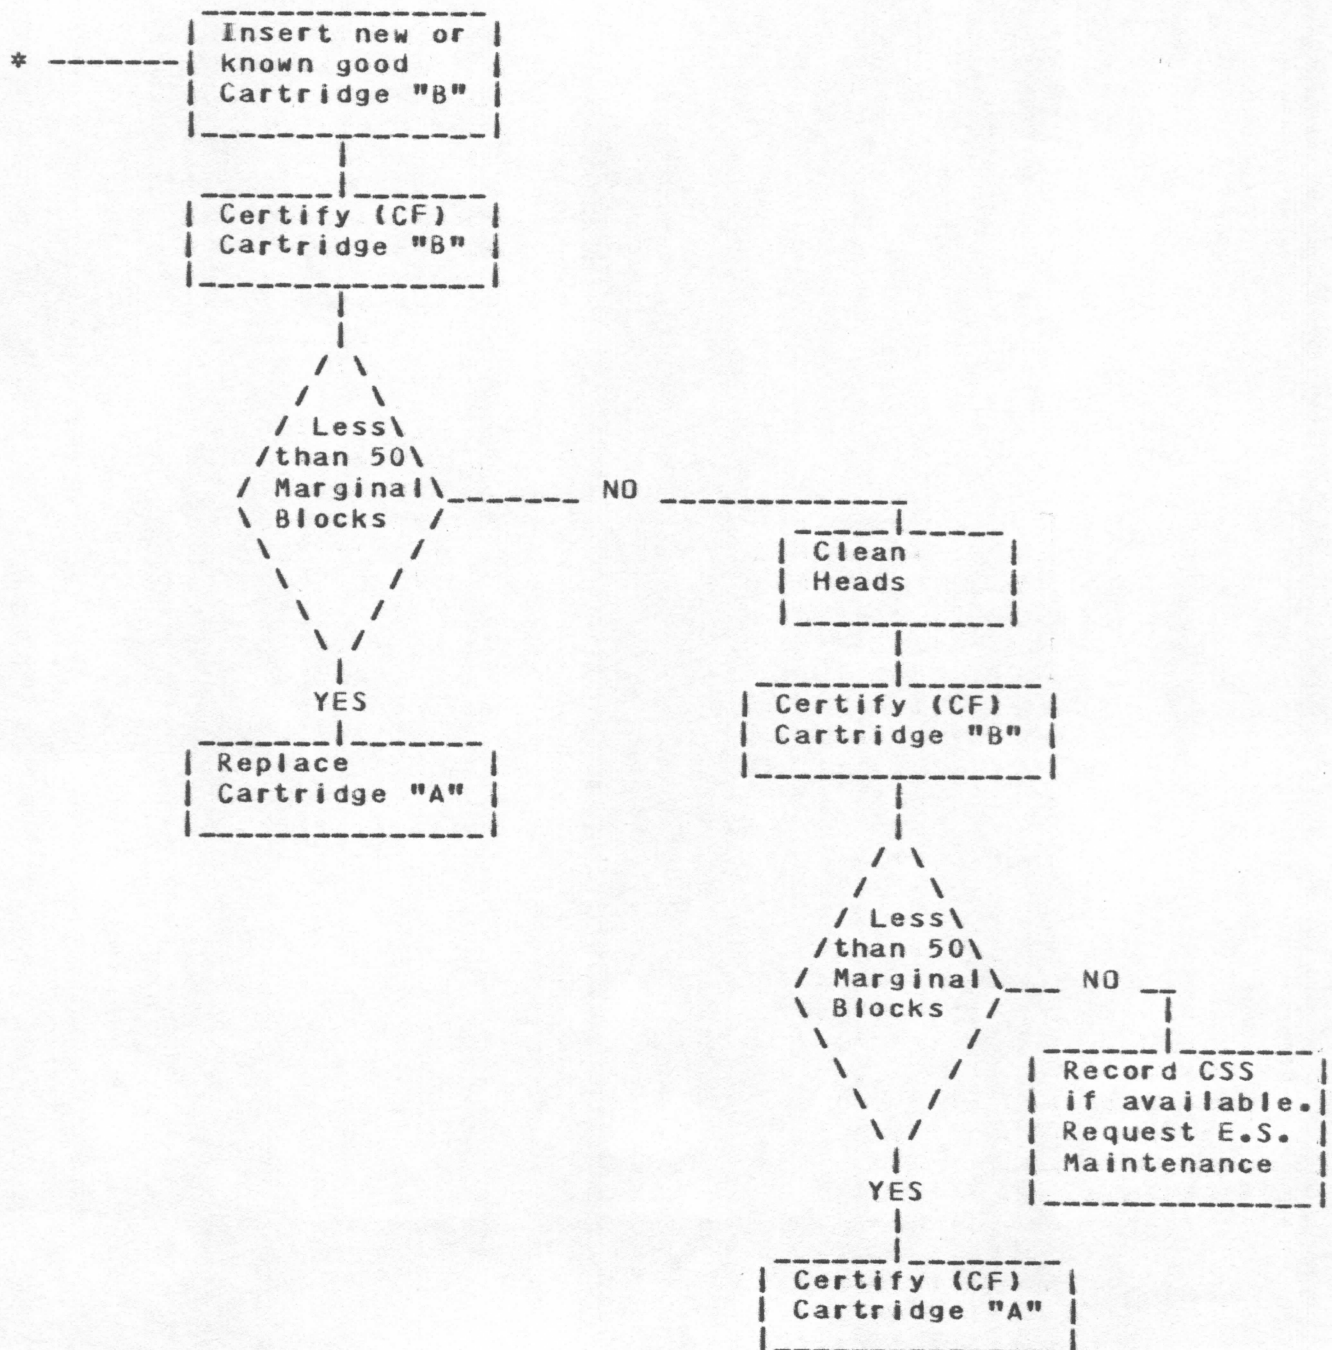 Insert new or
* known good
Cartridge "B"
Certify (CF)
Cartridge "B"
Less
than 50
Marginal
Blocks
NO
YES
Replace
Cartridge "A"
Clean
Heads
Certify (CF)
Cartridge "B"
Less
than 50
Marginal
Blocks
NO
Record CSS
if available.
Request E.S.
Maintenance
YES
Certify (CF)
Cartridge "A"